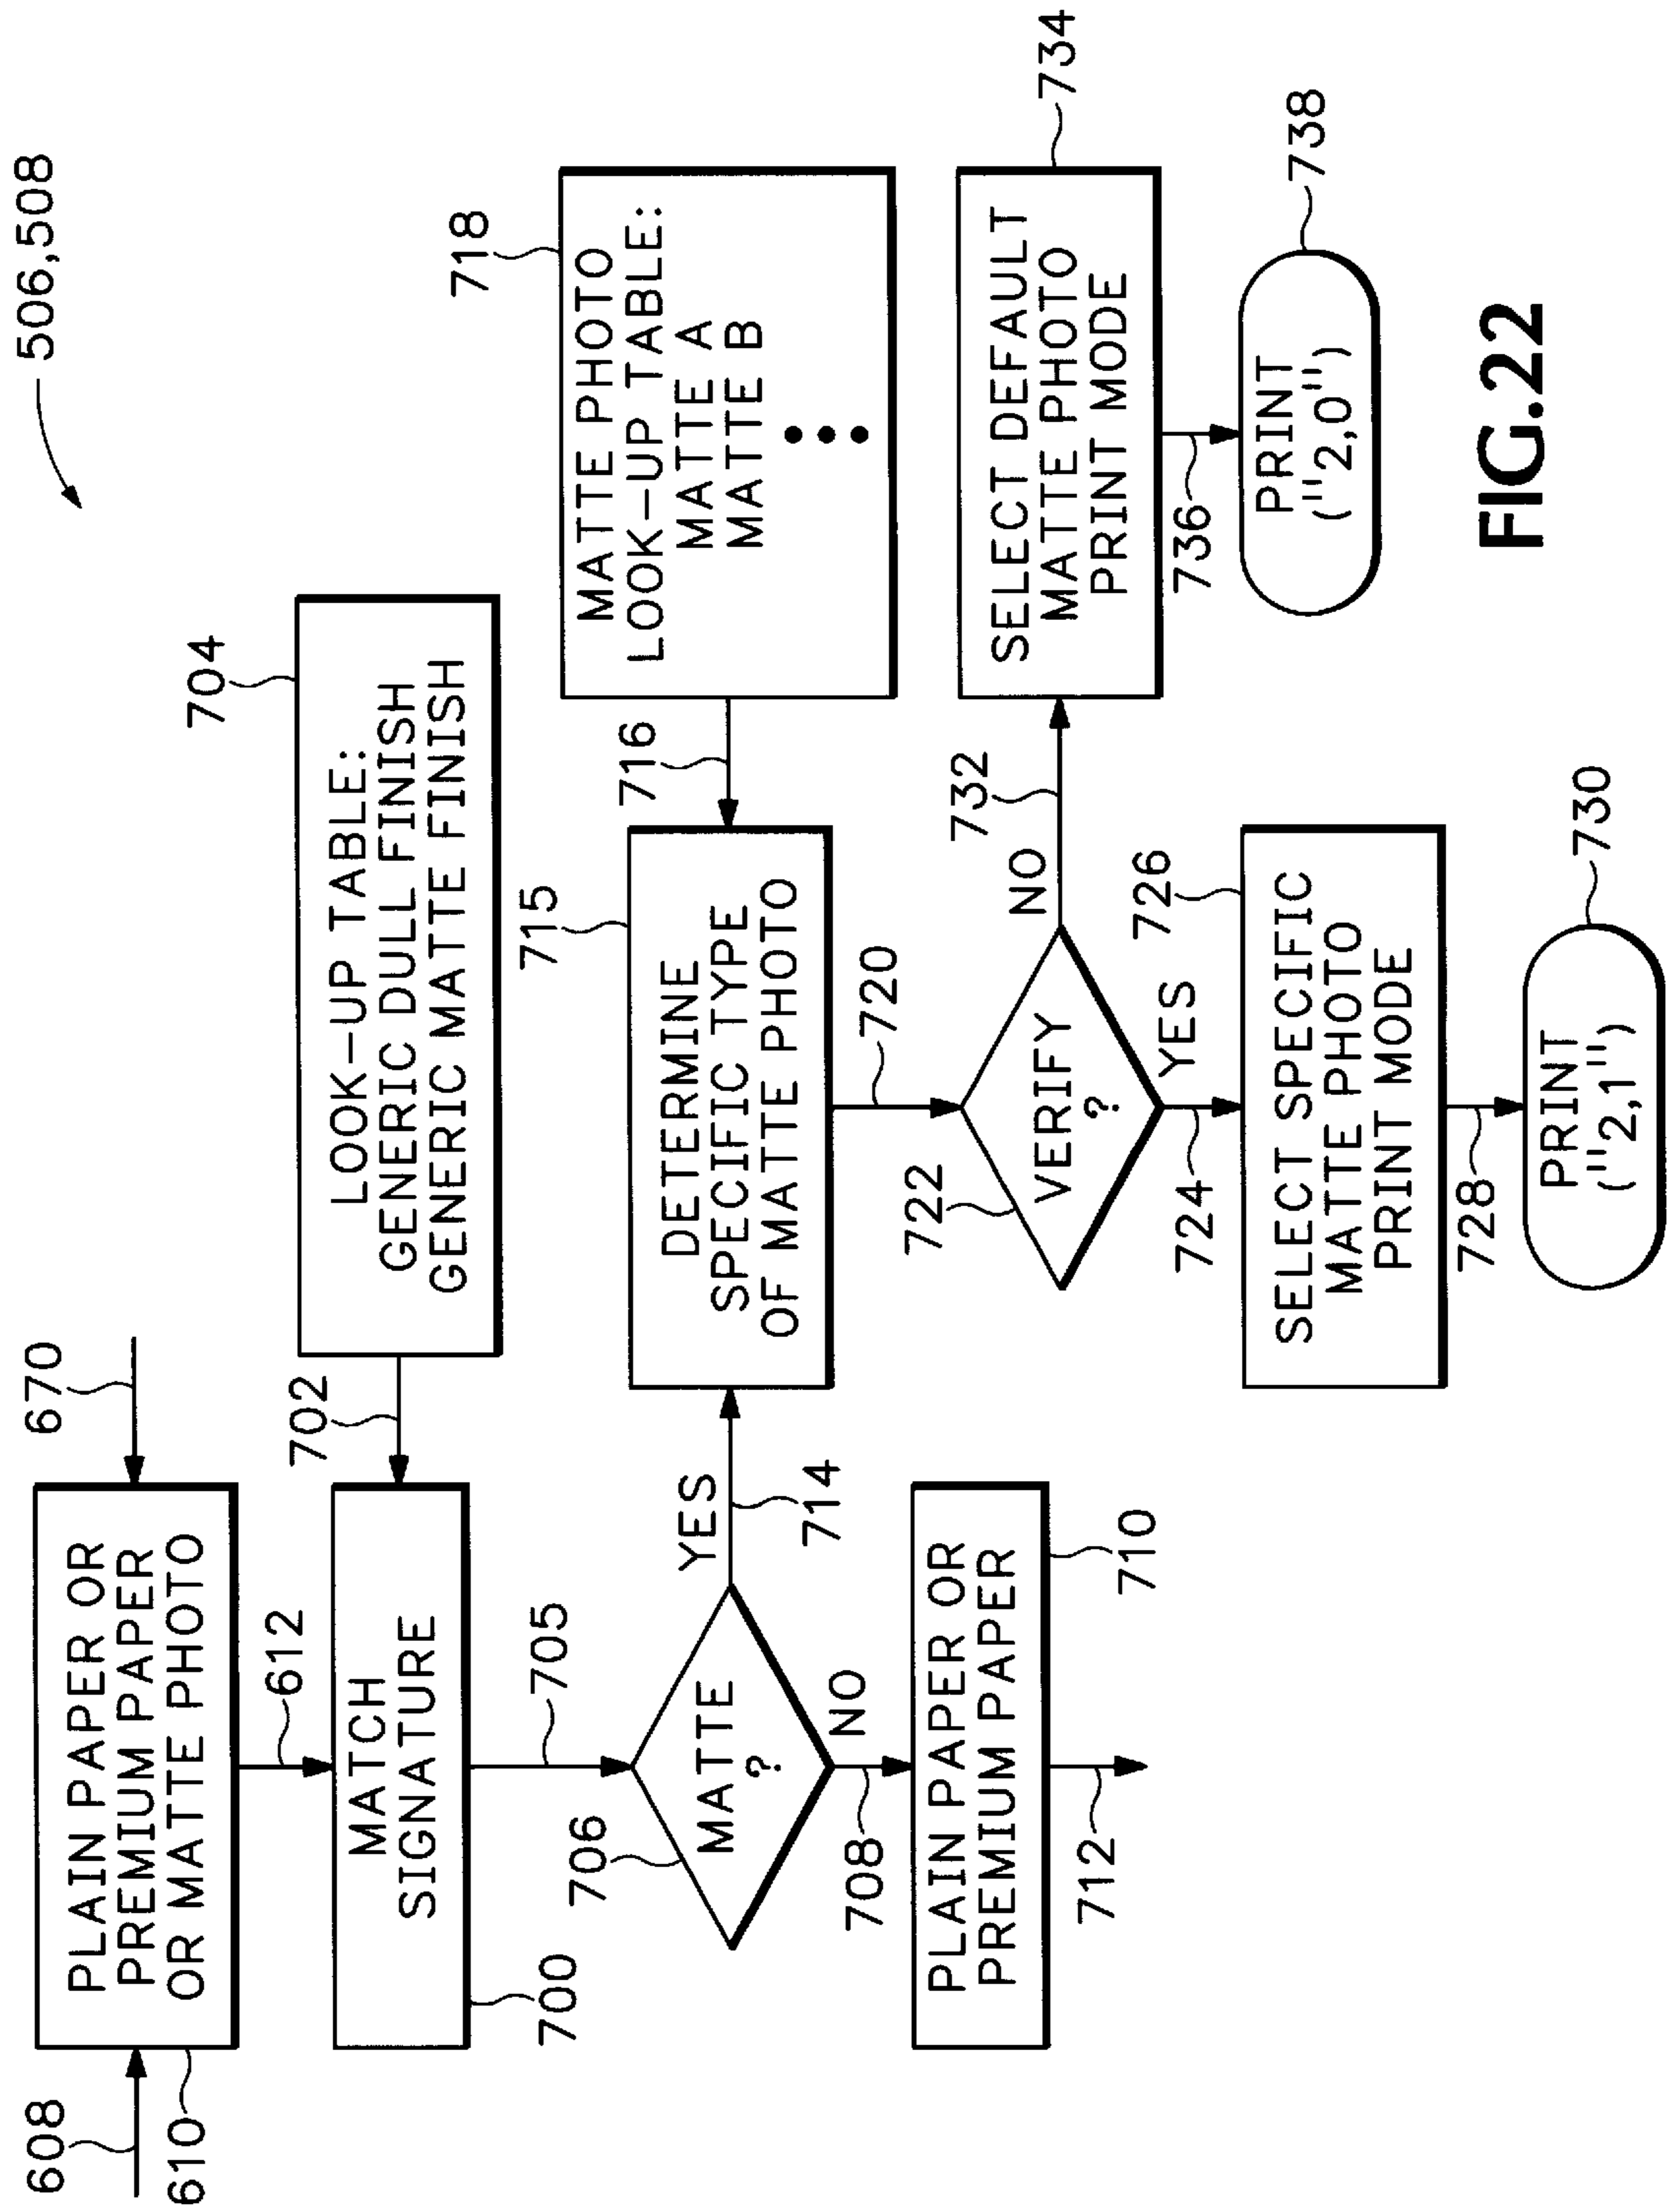 506,508
608
610
PLAIN PAPER OR
PREMIUM PAPER
OR MATTE PHOTO
670
612
MATCH
SIGNATURE
700
702
704
LOOK-UP TABLE:
GENERIC DULL FINISH
GENERIC MATTE FINISH
705
706
MATTE
?
YES
714
NO
708
PLAIN PAPER OR
PREMIUM PAPER
710
712
715
DETERMINE
SPECIFIC TYPE
OF MATTE PHOTO
716
718
MATTE PHOTO
LOOK-UP TABLE:
MATTE A
MATTE B
720
722
VERIFY
?
NO
732
YES
724
726
SELECT SPECIFIC
MATTE PHOTO
PRINT MODE
728
PRINT
("2,1")
730
734
SELECT DEFAULT
MATTE PHOTO
PRINT MODE
736
PRINT
("2,0")
738
FIG.22